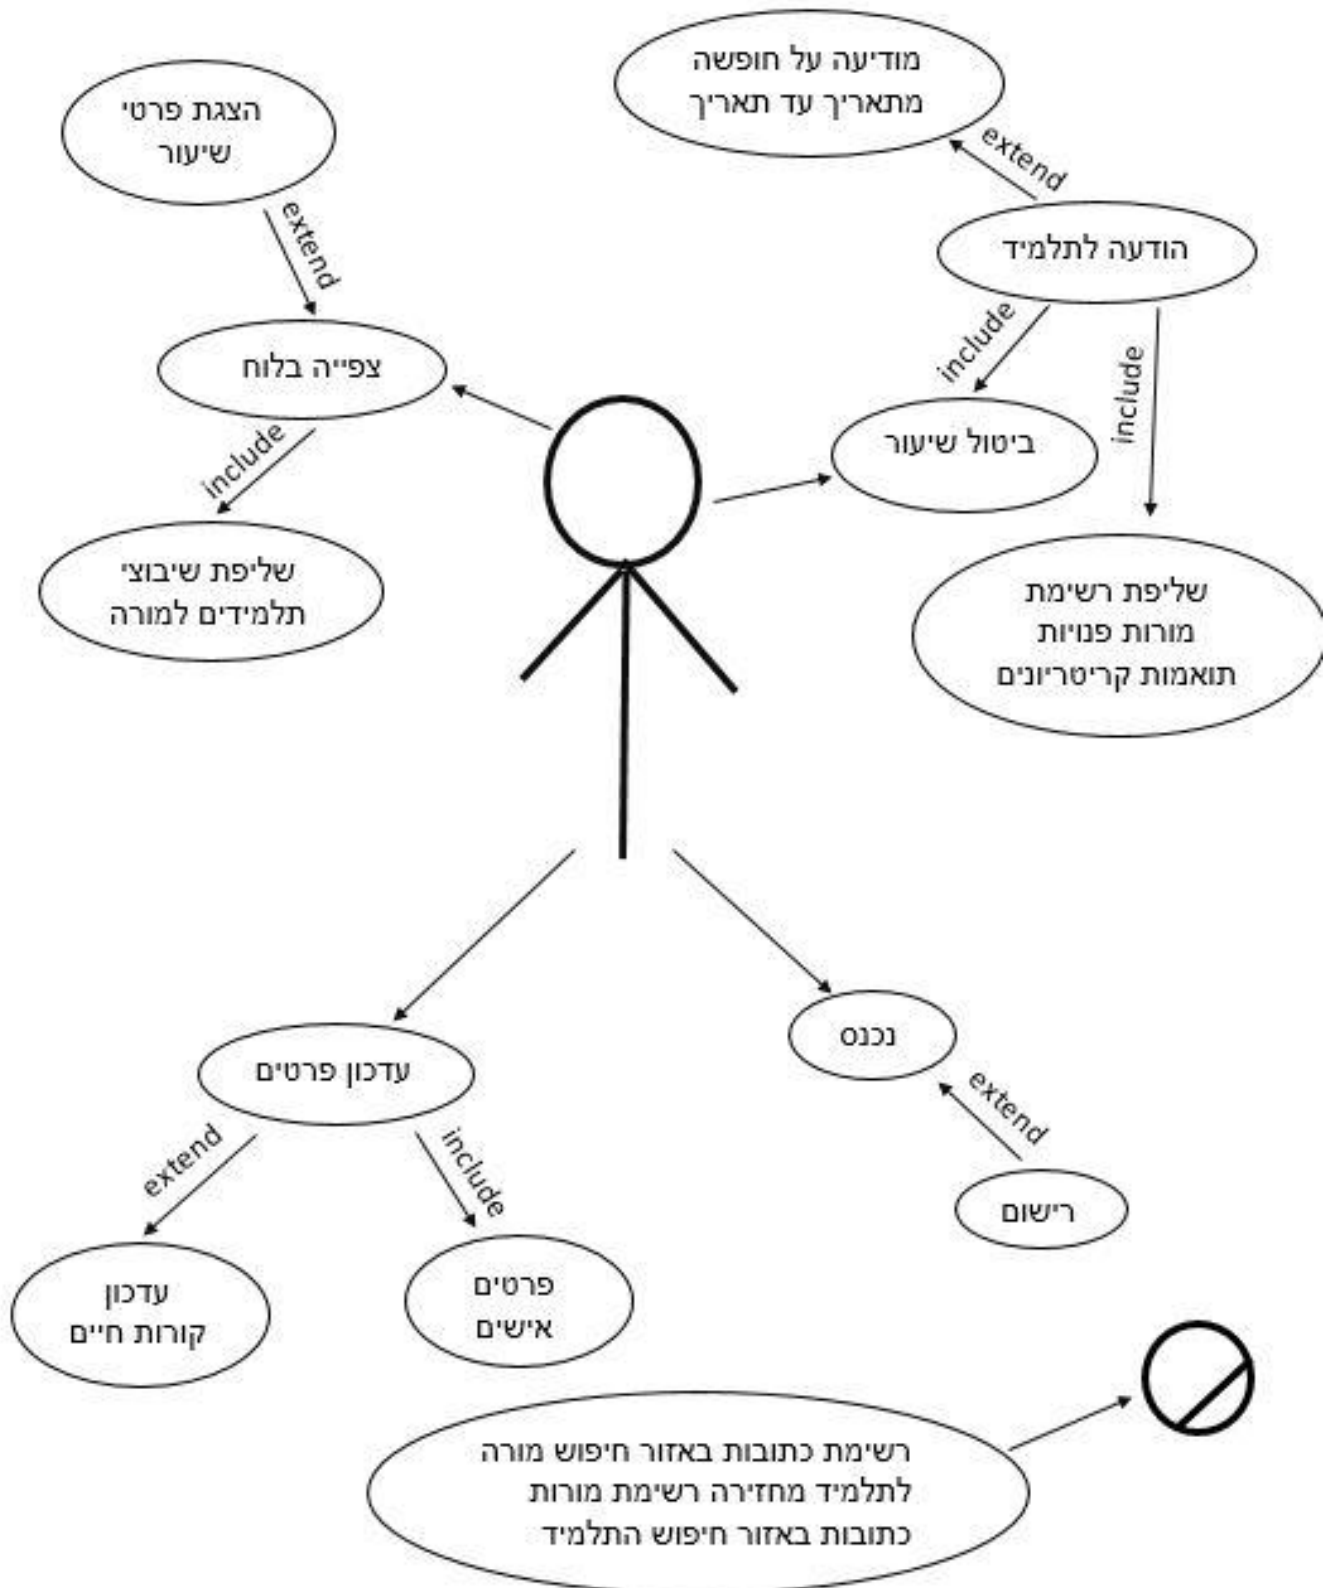 מודיעה על חופשה
מתאריך עד תאריך
הצגת פרטי
שיעור
extend
extend
הודעה לתלמיד
צפייה בלוח
include
include
include
ביטול שיעור
שליפת שיבוצי
תלמידים למורה
שליפת רשימת
מורות פנויות
תואמות קריטריונים
נכנס
עדכון פרטים
extend
extend
include
רישום
עדכון
קורות חיים
פרטים
אישים
רשימת כתובות באזור חיפוש מורה
לתלמיד מחזירה רשימת מורות
כתובות באזור חיפוש התלמיד